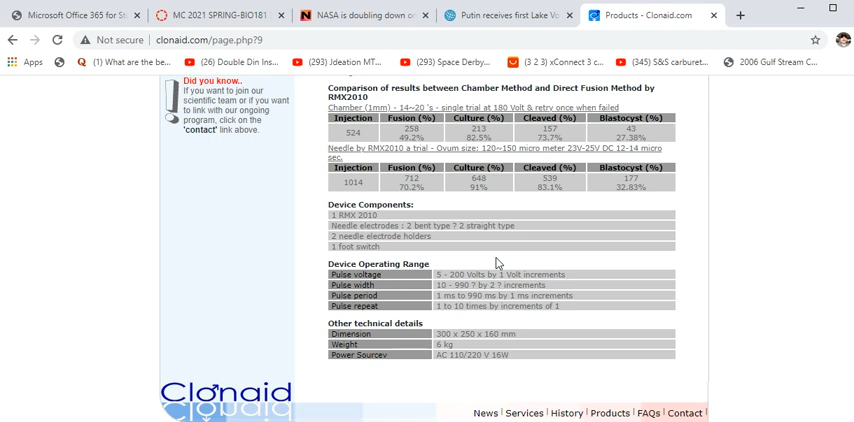 Microsoft Office 365 for St
MC 2021 SPRING-BIO181
NASA is doubling down on
Putin receives first Lake Vo
Products - Clonaid.com
Not secure | clonaid.com/page.php?9
Apps
(1) What are the be...
(26) Double Din Ins...
(293) Jdeation MT...
(293) Space Derby...
(3 2 3) xConnect 3 c...
(345) S&S carburet...
2006 Gulf Stream C...
Did you know..
If you want to join our
scientific team or if you want
to link with our ongoing
program, click on the
'contact' link above.
Comparison of results between Chamber Method and Direct Fusion Method by
RMX2010
Chamber (1mm) - 14~20 's - single trial at 180 Volt & retry once when failed
Injection Fusion (%) Culture (%) Cleaved (%) Blastocyst (%)
524 258 213 157 43
49.2% 82.5% 73.7% 27.38%
Needle by RMX2010 a trial - Ovum size: 120~150 micro meter 23V-25V DC 12-14 micro
sec.
Injection Fusion (%) Culture (%) Cleaved (%) Blastocyst (%)
1014 712 648 539 177
70.2% 91% 83.1% 32.83%
Device Components:
1 RMX 2010
Needle electrodes : 2 bent type ? 2 straight type
2 needle electrode holders
1 foot switch
Device Operating Range
Pulse voltage 5 - 200 Volts by 1 Volt increments
Pulse width 10 - 990 ? by 2 ? increments
Pulse period 1 ms to 990 ms by 1 ms increments
Pulse repeat 1 to 10 times by increments of 1
Other technical details
Dimension 300 x 250 x 160 mm
Weight 6 kg
Power Sourcev AC 110/220 V 16W
Clonaid
News | Services | History | Products | FAQs | Contact |